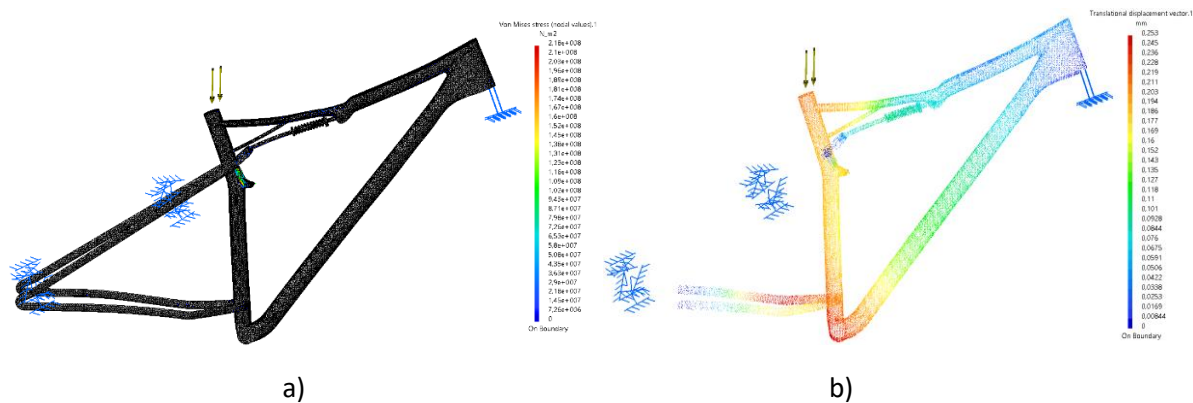 Von Mises stress (nodal values).1
N_m2
2,18e+008
2,1e+008
2,03e+008
1,96e+008
1,89e+008
1,81e+008
1,74e+008
1,67e+008
1,6e+008
1,52e+008
1,45e+008
1,38e+008
1,31e+008
1,23e+008
1,16e+008
1,09e+008
1,02e+008
9,43e+007
8,71e+007
7,98e+007
7,26e+007
6,53e+007
5,8e+007
5,08e+007
4,35e+007
3,63e+007
2,9e+007
2,18e+007
1,45e+007
7,26e+006
0
On Boundary
a)
Translational displacement vector.1
mm
0,253
0,245
0,236
0,228
0,219
0,211
0,203
0,194
0,186
0,177
0,169
0,16
0,152
0,143
0,135
0,127
0,118
0,11
0,101
0,0928
0,0844
0,076
0,0675
0,0591
0,0506
0,0422
0,0338
0,0253
0,0169
0,00844
0
On Boundary
b)